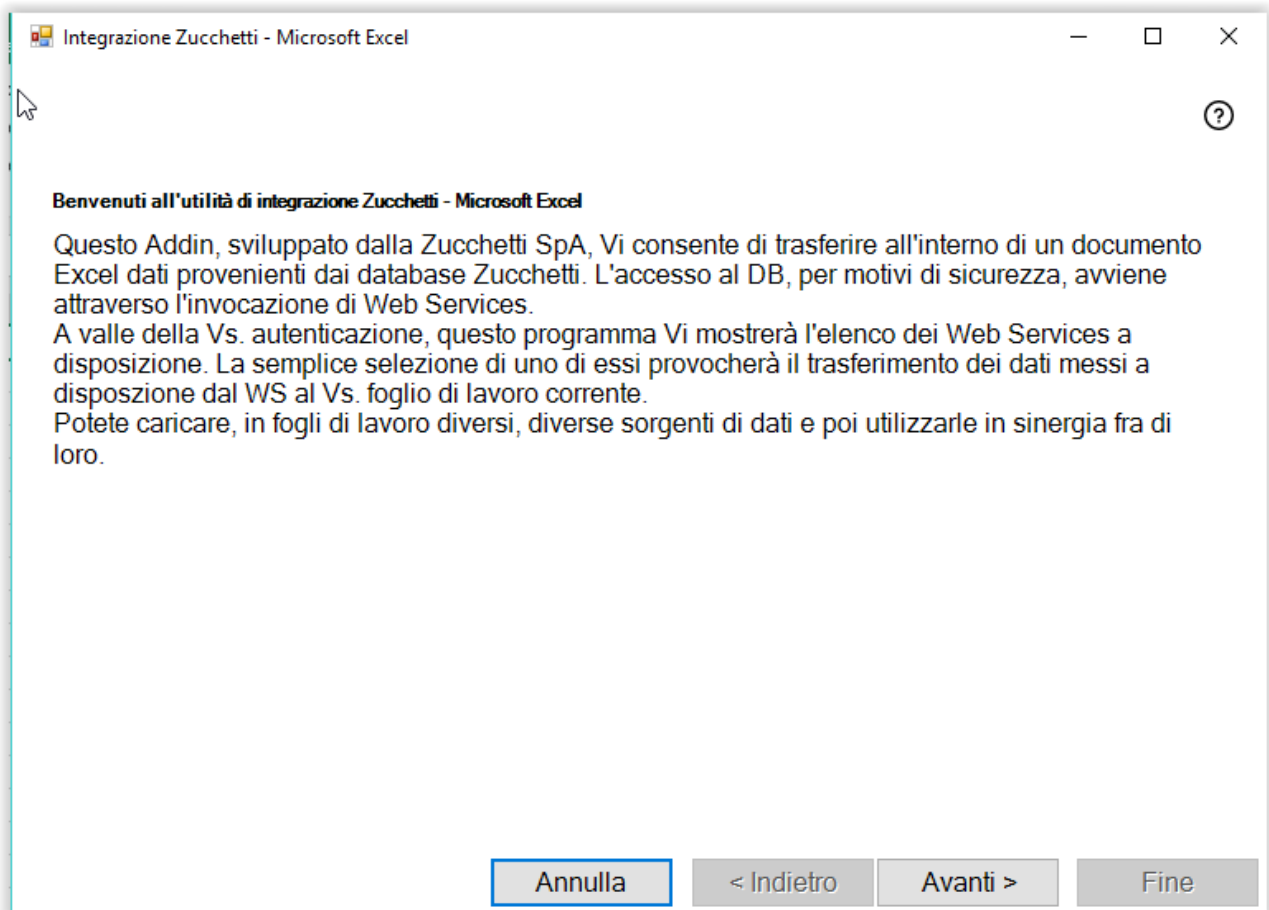 Integrazione Zucchetti - Microsoft Excel
?
Benvenuti all'utilità di integrazione Zucchetti - Microsoft Excel
Questo Addin, sviluppato dalla Zucchetti SpA, Vi consente di trasferire all'interno di un documento
Excel dati provenienti dai database Zucchetti. L'accesso al DB, per motivi di sicurezza, avviene
attraverso l'invocazione di Web Services.
A valle della Vs. autenticazione, questo programma Vi mostrerà l'elenco dei Web Services a
disposizione. La semplice selezione di uno di essi provocherà il trasferimento dei dati messi a
disposzione dal WS al Vs. foglio di lavoro corrente.
Potete caricare, in fogli di lavoro diversi, diverse sorgenti di dati e poi utilizzarle in sinergia fra di
loro.
Annulla < Indietro Avanti > Fine